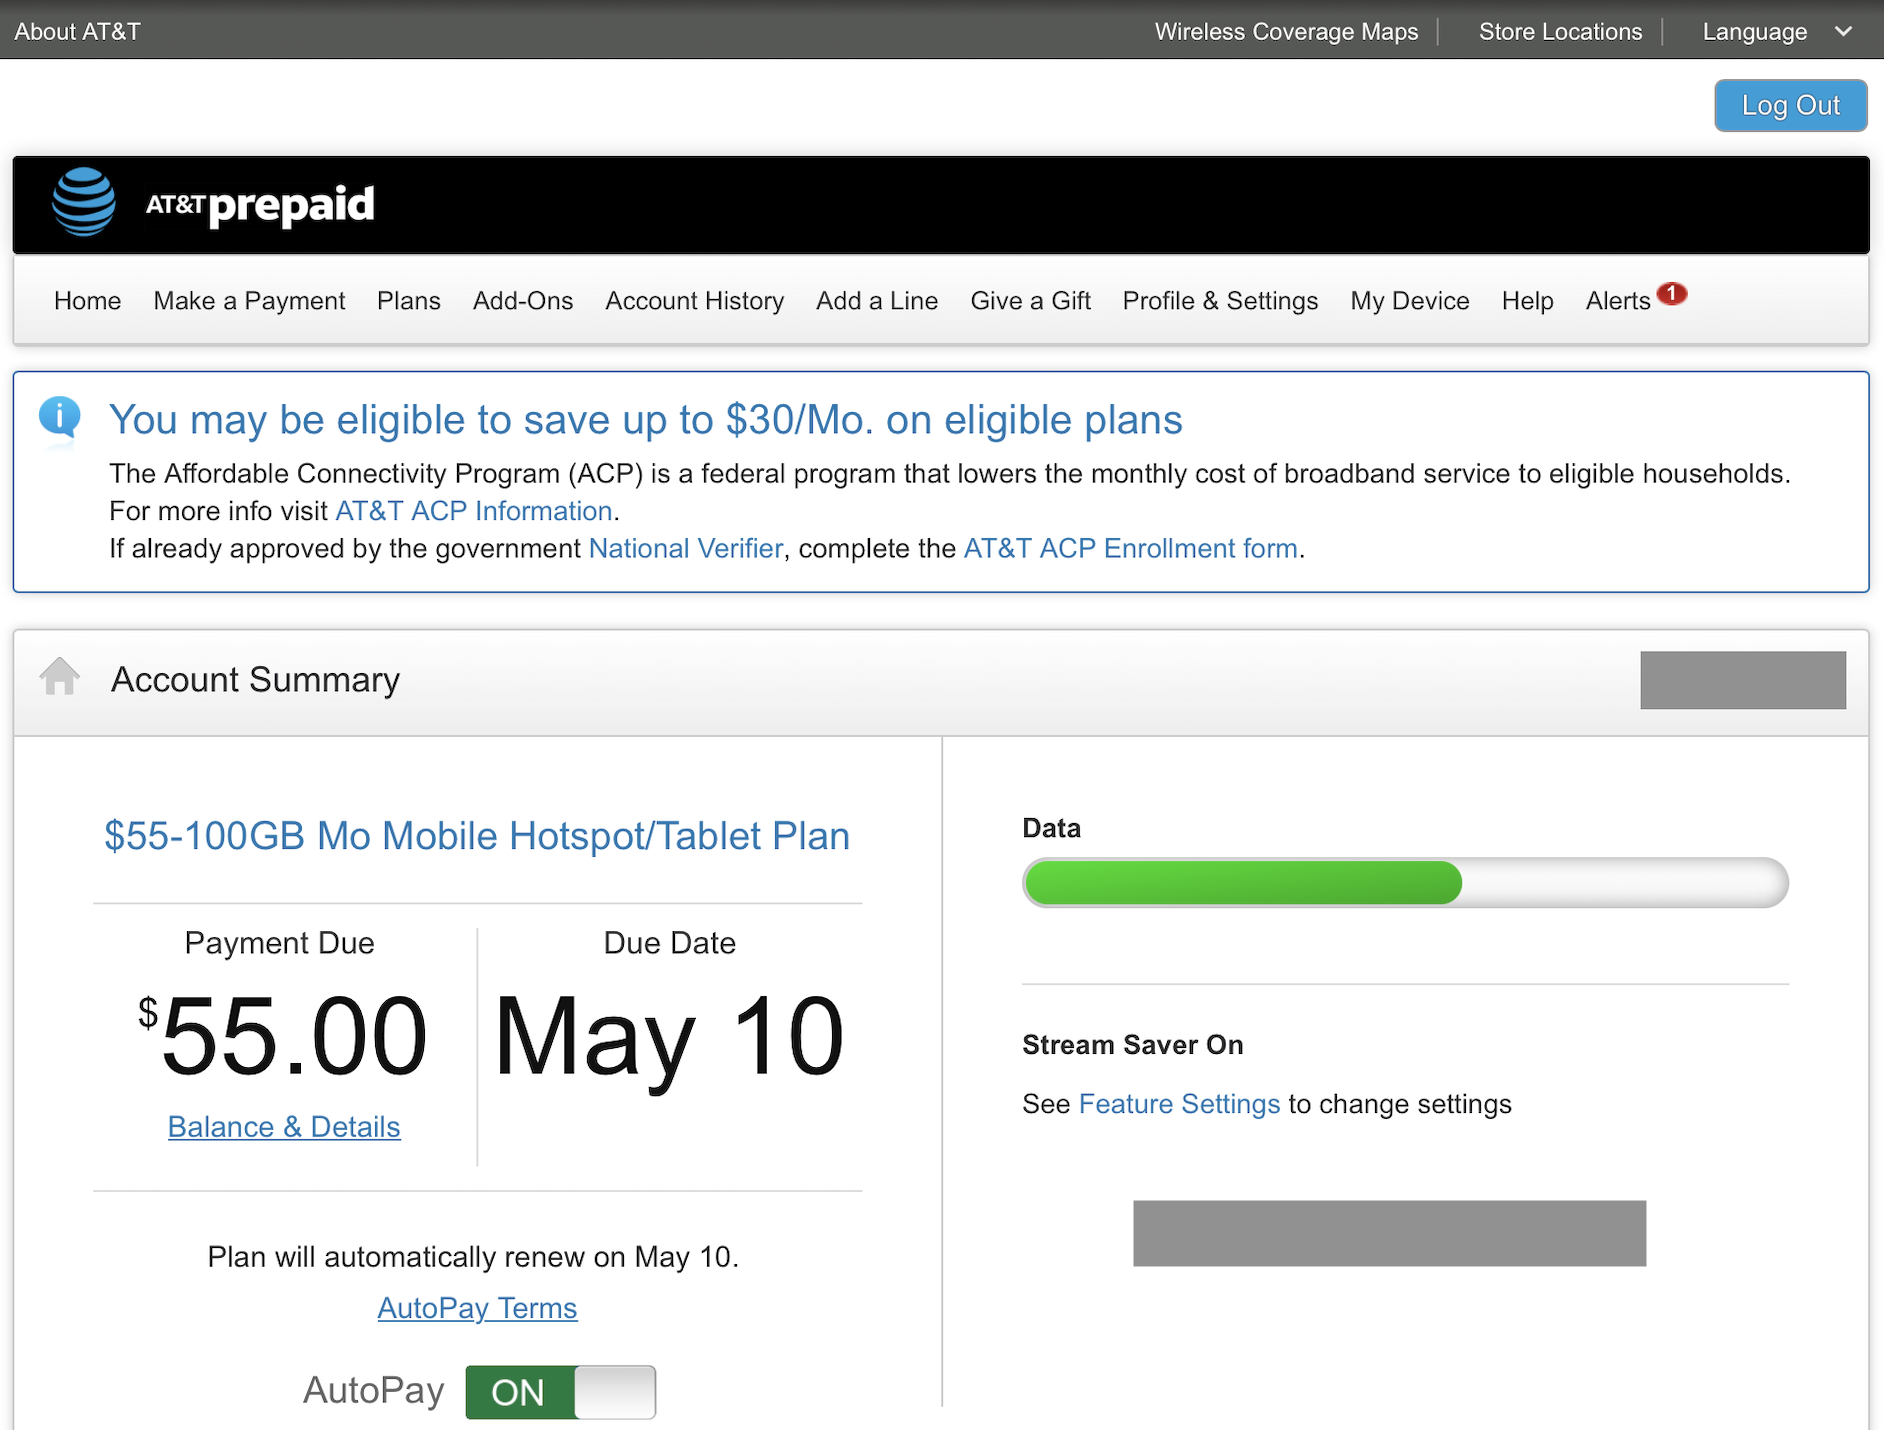 About AT&T
Wireless Coverage Maps
Store Locations
Language
Log Out
AT&T prepaid
Home Make a Payment Plans Add-Ons Account History Add a Line Give a Gift Profile & Settings My Device Help Alerts 1
i
You may be eligible to save up to $30/Mo. on eligible plans
The Affordable Connectivity Program (ACP) is a federal program that lowers the monthly cost of broadband service to eligible households.
For more info visit AT&T ACP Information.
If already approved by the government National Verifier, complete the AT&T ACP Enrollment form.
Account Summary
$55-100GB Mo Mobile Hotspot/Tablet Plan
Payment Due
$55.00
Balance & Details
Due Date
May 10
Plan will automatically renew on May 10.
AutoPay Terms
AutoPay ON
Data
Stream Saver On
See Feature Settings to change settings